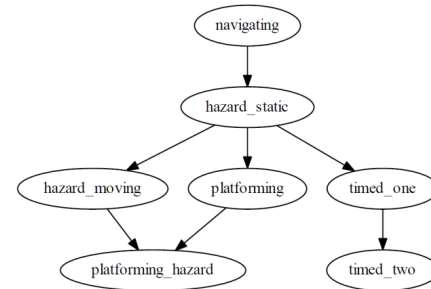 navigating
hazard_static
hazard_moving
platforming
timed_one
platforming_hazard
timed_two